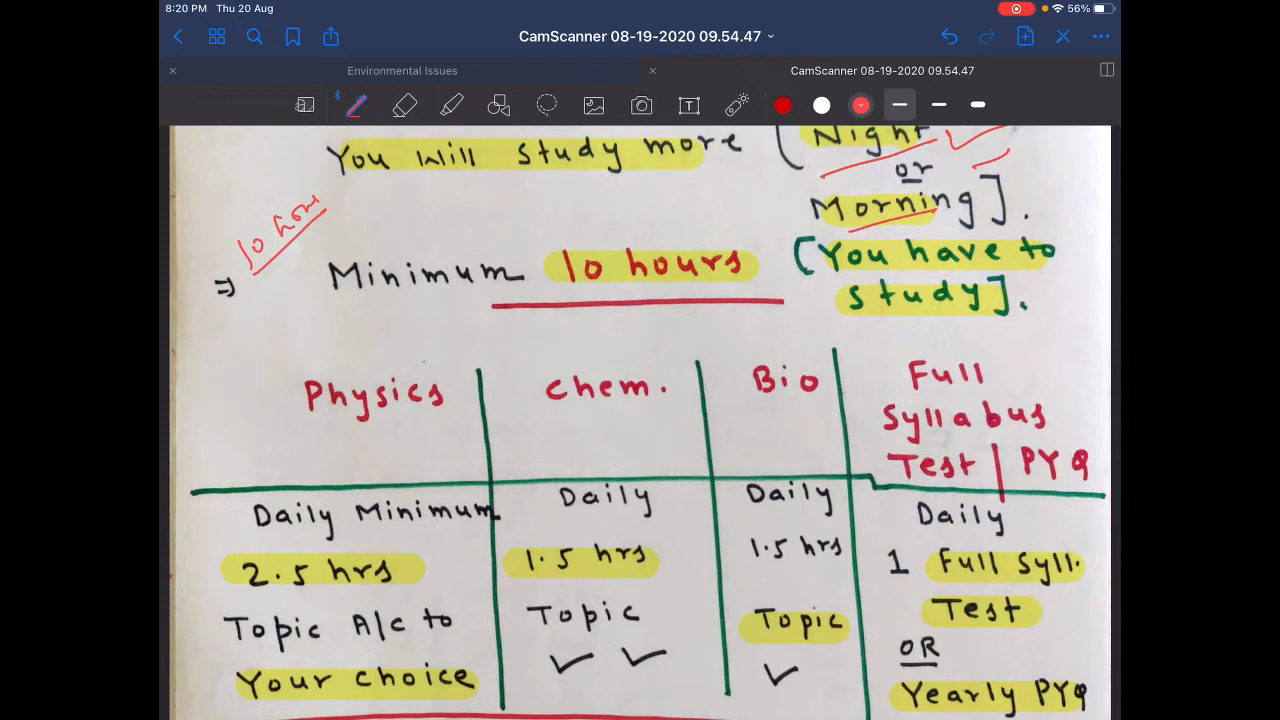 8:20 PM Thu 20 Aug
56%
CamScanner 08-19-2020 09.54.47
Environmental Issues
CamScanner 08-19-2020 09.54.47
You Will study more
Night
or
Morning].
10 hours
⇒ Minimum 10 hours
[You have to
study].
Physics
Chem.
Bio
Full
Syllabus
Test | PYQ
Daily Minimum
2.5 hrs
Topic A/c to
Your choice
Daily
1.5 hrs
Topic
✓ ✓
Daily
1.5 hrs
Topic
✓
Daily
1 Full Syll.
Test
OR
Yearly PYQ